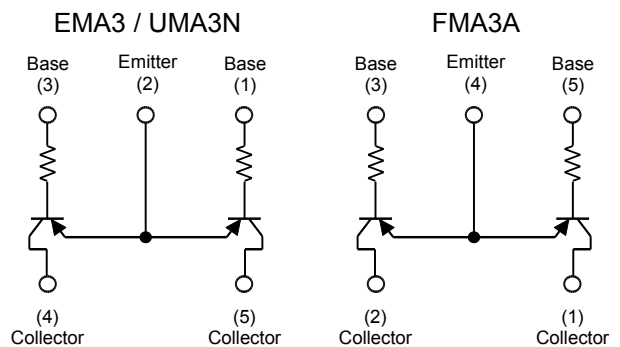 EMA3 / UMA3N
Base
(3)
Emitter
(2)
Base
(1)
(4)
Collector
(5)
Collector
FMA3A
Base
(3)
Emitter
(4)
Base
(5)
(2)
Collector
(1)
Collector